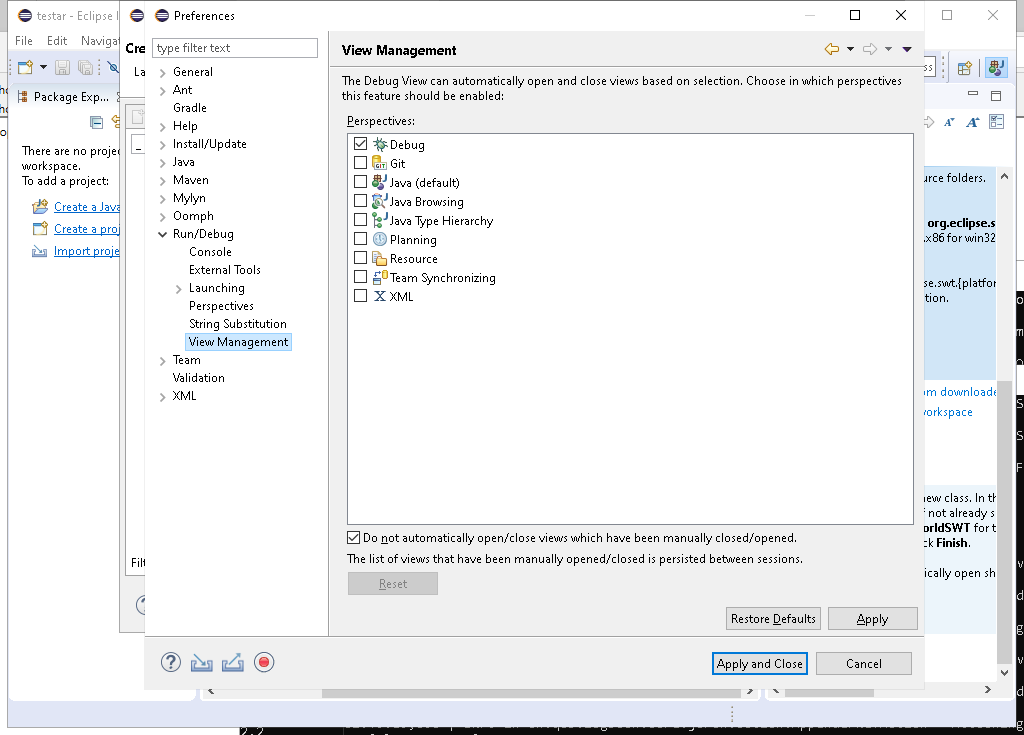 testar - Eclipse I
Preferences
File Edit Navigat
Cre
La
type filter text
View Management
Package Exp...
The Debug View can automatically open and close views based on selection. Choose in which perspectives
this feature should be enabled:
Perspectives:
General
Ant
Gradle
Help
Install/Update
Java
Maven
Mylyn
Oomph
Run/Debug
Console
External Tools
Launching
Perspectives
String Substitution
View Management
Team
Validation
XML
Debug
Git
Java (default)
Java Browsing
Java Type Hierarchy
Planning
Resource
Team Synchronizing
XML
There are no projec
workspace.
To add a project:
Create a Java
Create a proj
Import proje
urce folders.
org.eclipse.s
.x86 for win32
se.swt.{platfor
tion.
om downloade
vorkspace
new class. In th
f not already s
orldSWT for t
ck Finish.
ically open sh
Filt
Do not automatically open/close views which have been manually closed/opened.
The list of views that have been manually opened/closed is persisted between sessions.
Reset
Restore Defaults
Apply
Apply and Close
Cancel